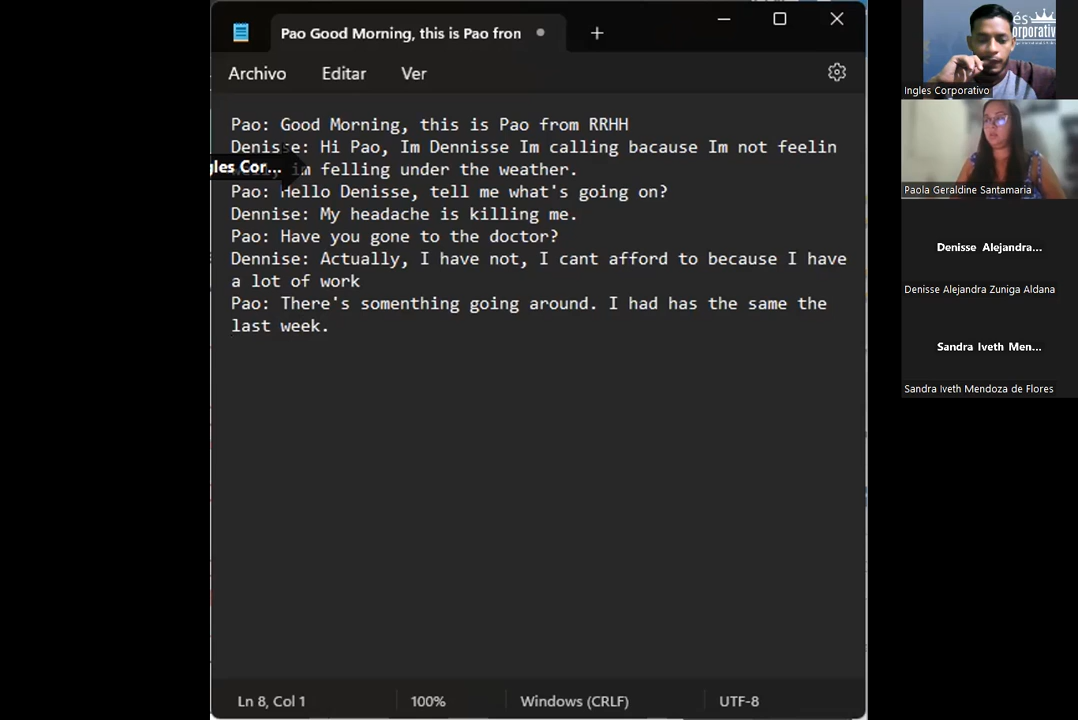 Pao Good Morning, this is Pao fron
Archivo Editar Ver
Pao: Good Morning, this is Pao from RRHH
Denisse: Hi Pao, Im Dennisse Im calling bacause Im not feelin
im felling under the weather.
gles Cor...
Pao: Hello Denisse, tell me what's going on?
Dennise: My headache is killing me.
Pao: Have you gone to the doctor?
Dennise: Actually, I have not, I cant afford to because I have
a lot of work
Pao: There's somenthing going around. I had has the same the
last week.
Ln 8, Col 1 100% Windows (CRLF) UTF-8
és
orporativo
Ingles Corporativo
Paola Geraldine Santamaria
Denisse Alejandra...
Denisse Alejandra Zuniga Aldana
Sandra Iveth Men...
Sandra Iveth Mendoza de Flores